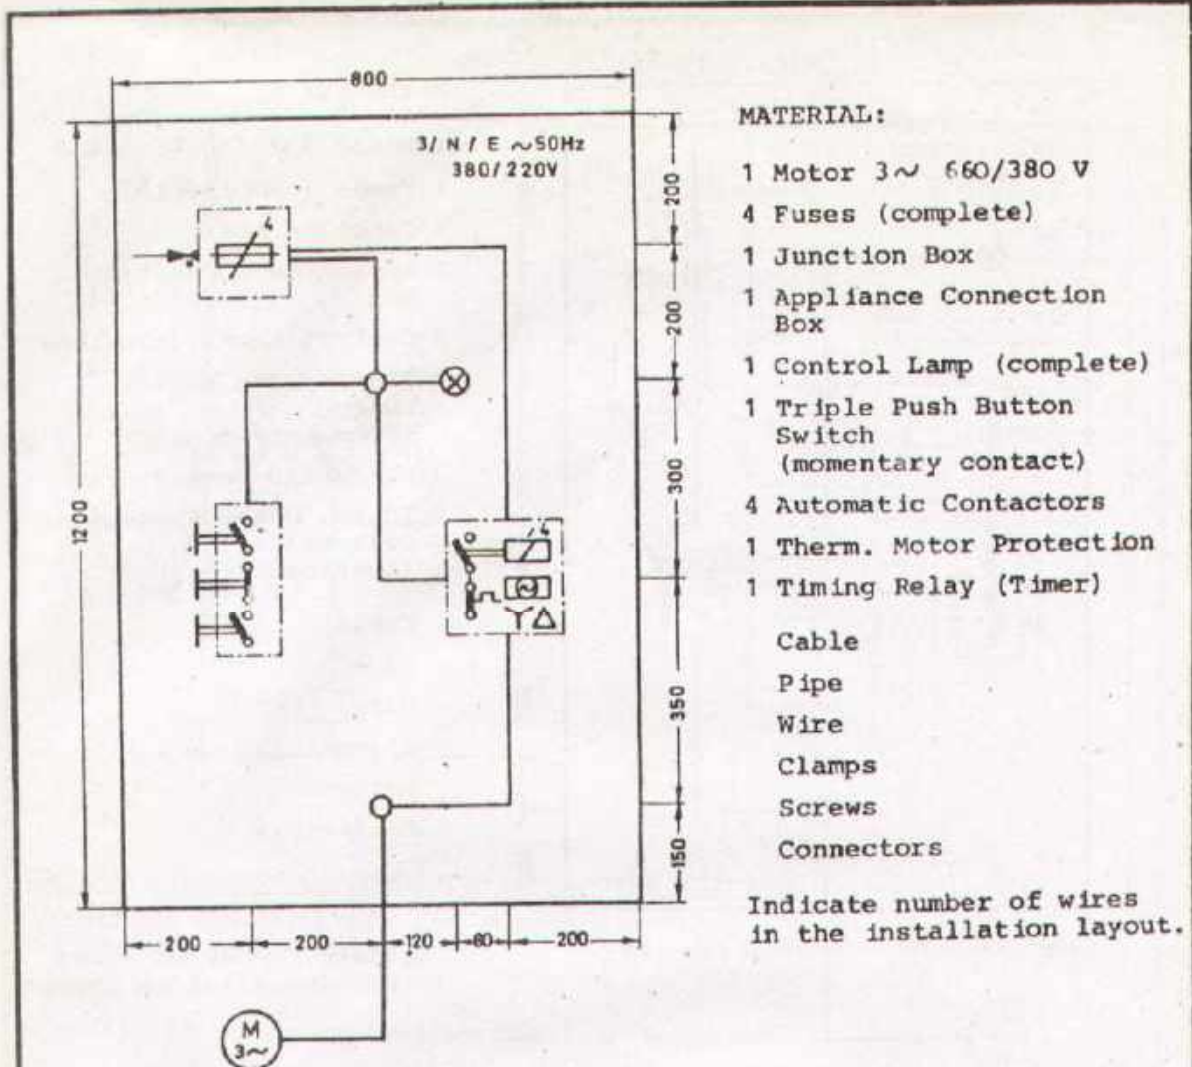 800
3/ N / E ~50Hz
380/220V
4
1200
200
200
300
350
150
4
200
200
120
80
200
M
3~
MATERIAL:
1 Motor 3~ 660/380 V
4 Fuses (complete)
1 Junction Box
1 Appliance Connection
Box
1 Control Lamp (complete)
1 Triple Push Button
Switch
(momentary contact)
4 Automatic Contactors
1 Therm. Motor Protection
1 Timing Relay (Timer)
Cable
Pipe
Wire
Clamps
Screws
Connectors
Indicate number of wires
in the installation layout.